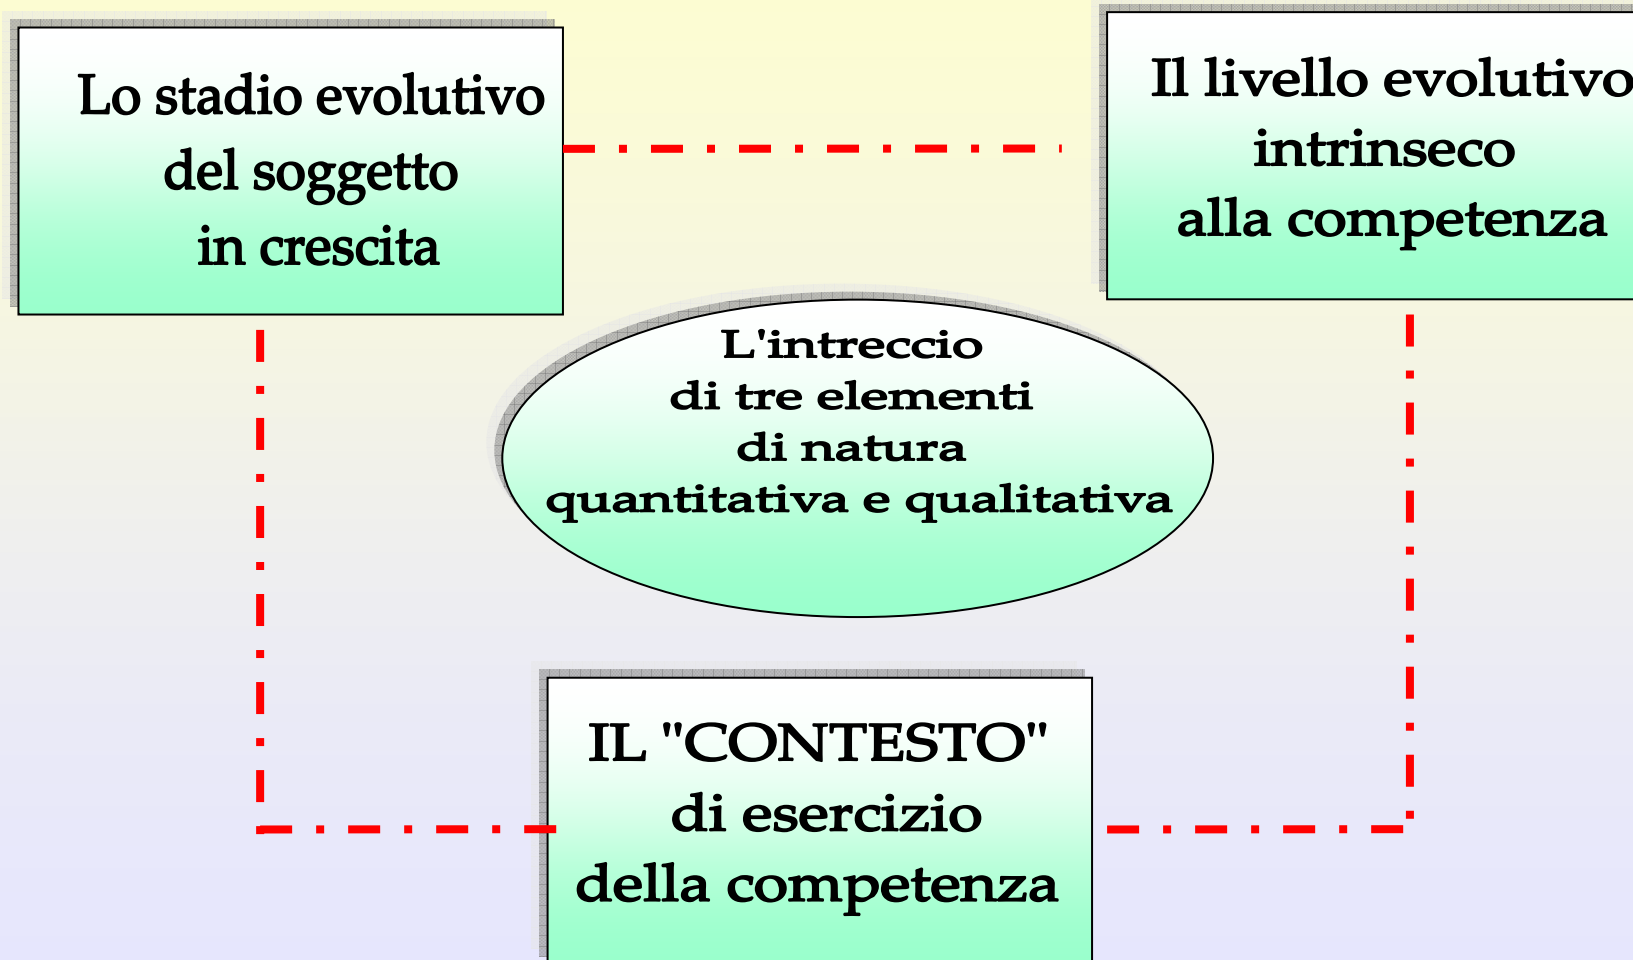 Lo stadio evolutivo
del soggetto
in crescita
Il livello evolutivo
intrinseco
alla competenza
L'intreccio
di tre elementi
di natura
quantitativa e qualitativa
IL "CONTESTO"
di esercizio
della competenza